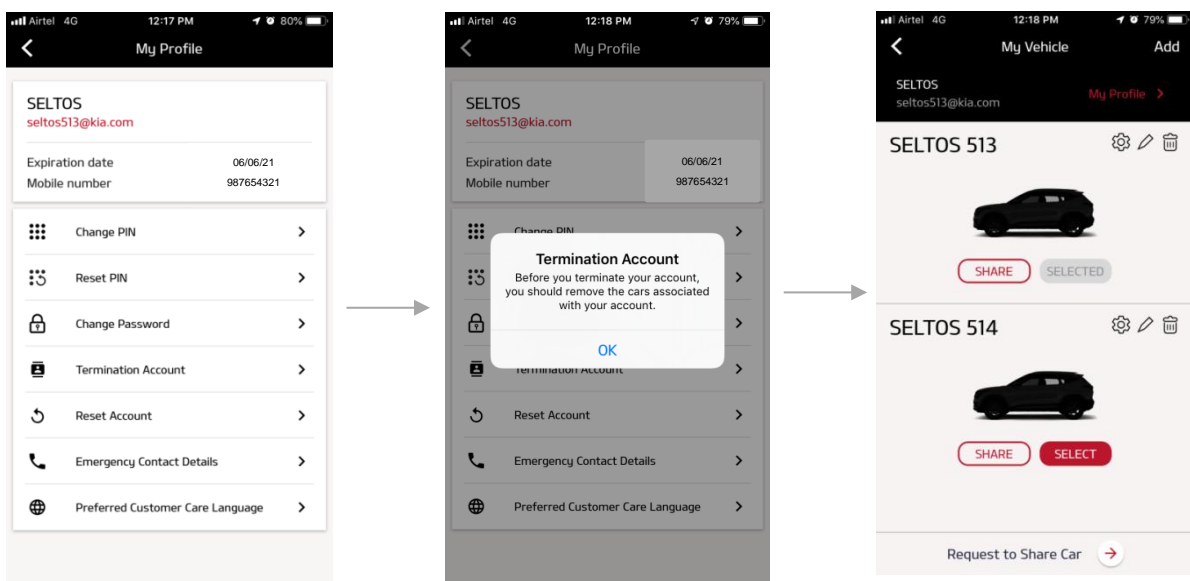 Airtel 4G 12:17 PM 80%
My Profile
SELTOS
seltos513@kia.com
Expiration date 06/06/21
Mobile number 987654321
Change PIN
Reset PIN
Change Password
Termination Account
Reset Account
Emergency Contact Details
Preferred Customer Care Language
Airtel 4G 12:18 PM 79%
My Profile
SELTOS
seltos513@kia.com
Expiration date 06/06/21
Mobile number 987654321
Change PIN
Termination Account
Before you terminate your account,
you should remove the cars associated
with your account.
OK
Termination Account
Reset Account
Emergency Contact Details
Preferred Customer Care Language
Airtel 4G 12:18 PM 79%
My Vehicle Add
SELTOS
seltos513@kia.com
My Profile
SELTOS 513
SHARE SELECTED
SELTOS 514
SHARE SELECT
Request to Share Car